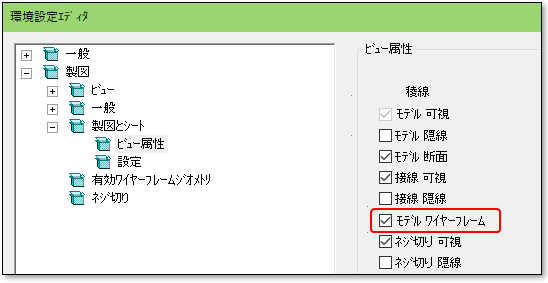 環境設定エディタ
一般
製図
ビュー
一般
製図とシート
ビュー属性
設定
有効ワイヤーフレームジオメトリ
ネジ切り
ビュー属性
稜線
モデル 可視
モデル 隠線
モデル 断面
接線 可視
接線 隠線
モデル ワイヤーフレーム
ネジ切り 可視
ネジ切り 隠線